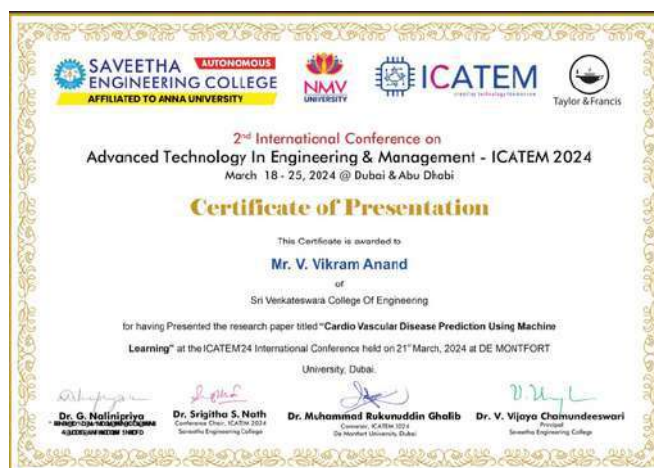 SAVEETHA AUTONOMOUS
ENGINEERING COLLEGE
AFFILIATED TO ANNA UNIVERSITY
NMV
UNIVERSITY
ICATEM
Taylor & Francis
2nd International Conference on
Advanced Technology In Engineering & Management - ICATEM 2024
March 18 - 25, 2024 @ Dubai & Abu Dhabi
Certificate of Presentation
This Certificate is awarded to
Mr. V. Vikram Anand
of
Sri Venkateswara College Of Engineering
for having Presented the research paper titled "Cardio Vascular Disease Prediction Using Machine
Learning" at the ICATEM24 International Conference held on 21st March, 2024 at DE MONTFORT
University, Dubai.
Dr. G. Nalinipriya
Dr. Srigitha S. Nath
Conference Chair, ICATEM 2024
Saveetha Engineering College
Dr. Muhammad Rukunuddin Ghalib
Convenor, ICATEM 2024
De Montfort University, Dubai
Dr. V. Vijaya Chamundeeswari
Principal
Saveetha Engineering College